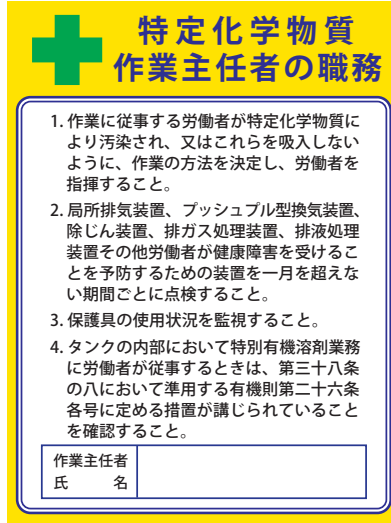 特定化学物質
作業主任者の職務
1. 作業に従事する労働者が特定化学物質に
より汚染され、又はこれらを吸入しない
ように、作業の方法を決定し、労働者を
指揮すること。
2. 局所排気装置、プッシュプル型換気装置、
除じん装置、排ガス処理装置、排液処理
装置その他労働者が健康障害を受けるこ
とを予防するための装置を一月を超えな
い期間ごとに点検すること。
3. 保護具の使用状況を監視すること。
4. タンクの内部において特別有機溶剤業務
に労働者が従事するときは、第三十八条
の八において準用する有機則第二十六条
各号に定める措置が講じられていること
を確認すること。
作業主任者
氏　　　名